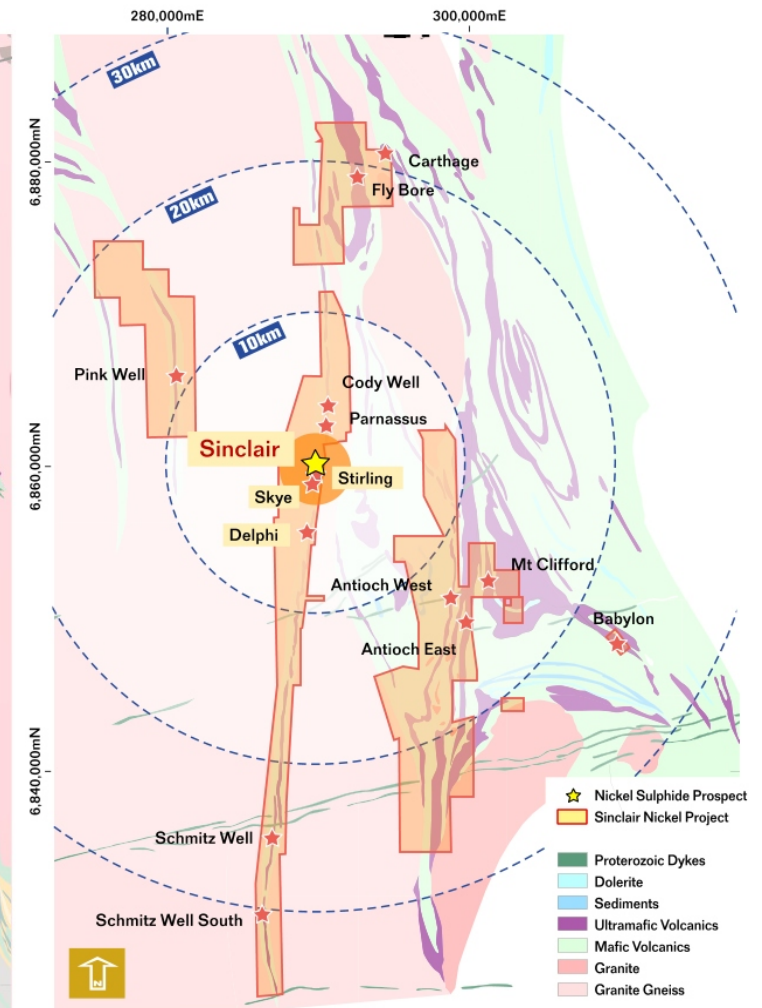 280,000mE
300,000mE
30km
6,880,000mN
Carthage
Fly Bore
20km
10km
Pink Well
Cody Well
Parnassus
Sinclair
6,860,000mN
Stirling
Skye
Delphi
Mt Clifford
Antioch West
Babylon
Antioch East
6,840,000mN
Nickel Sulphide Prospect
Sinclair Nickel Project
Schmitz Well
Proterozoic Dykes
Dolerite
Sediments
Schmitz Well South
Ultramafic Volcanics
Mafic Volcanics
Granite
Granite Gneiss
N